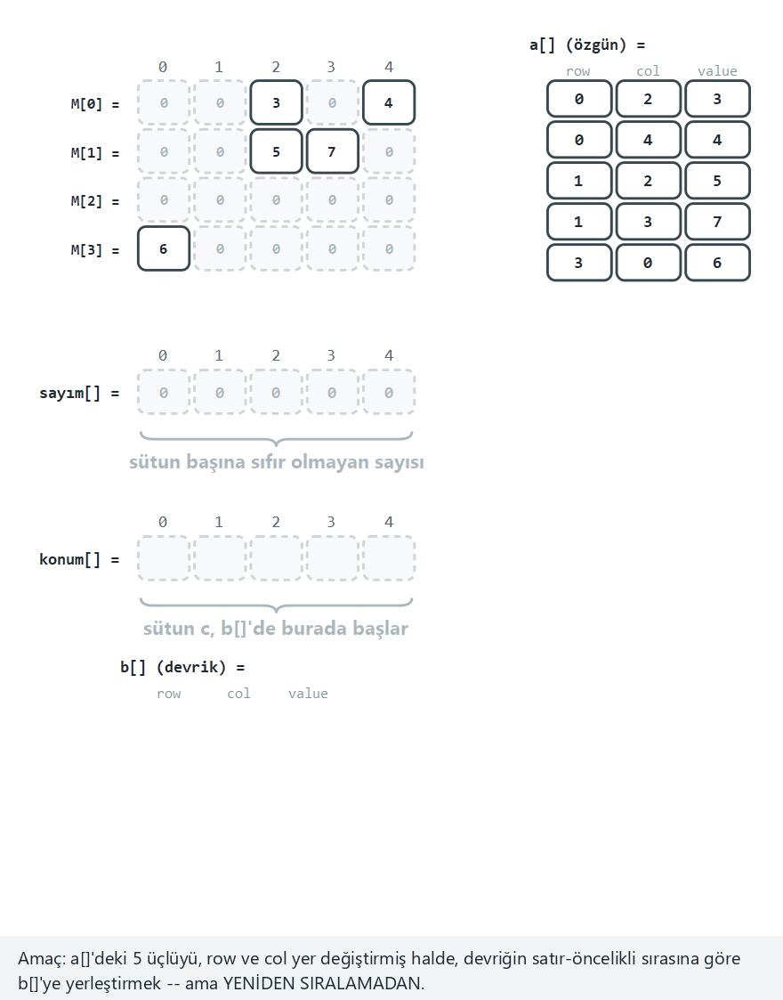 0 1 2 3 4
M[0] = 0 0 3 0 4
M[1] = 0 0 5 7 0
M[2] = 0 0 0 0 0
M[3] = 6 0 0 0 0
a[] (özgün) =
row col value
0 2 3
0 4 4
1 2 5
1 3 7
3 0 6
0 1 2 3 4
sayım[] = 0 0 0 0 0
sütun başına sıfır olmayan sayısı
0 1 2 3 4
konum[] =
sütun c, b[]'de burada başlar
b[] (devrik) =
row col value
Amaç: a[]'deki 5 üçlüyü, row ve col yer değiştirmiş halde, devriğin satır-öncelikli sırasına göre
b[]'ye yerleştirmek -- ama YENİDEN SIRALAMADAN.